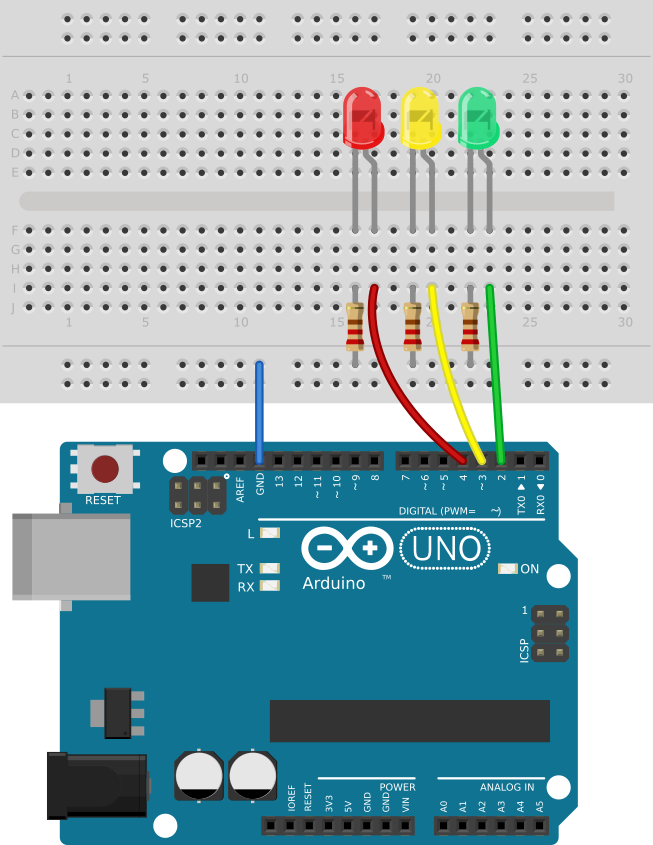 1 5 10 15 20 25 30
A
B
C
D
E
F
G
H
I
J
1 5 10 15 20 25 30
RESET
ICSP2
AREF
GND
13
12
~11
~10
~9
8
7
~6
~5
4
~3
2
TX0 ▶ 1
RX0 ◀ 0
DIGITAL (PWM= ~)
L
TX
RX
UNO
Arduino
TM
ON
1
ICSP
POWER
ANALOG IN
IOREF
RESET
3V3
5V
GND
GND
VIN
A0
A1
A2
A3
A4
A5